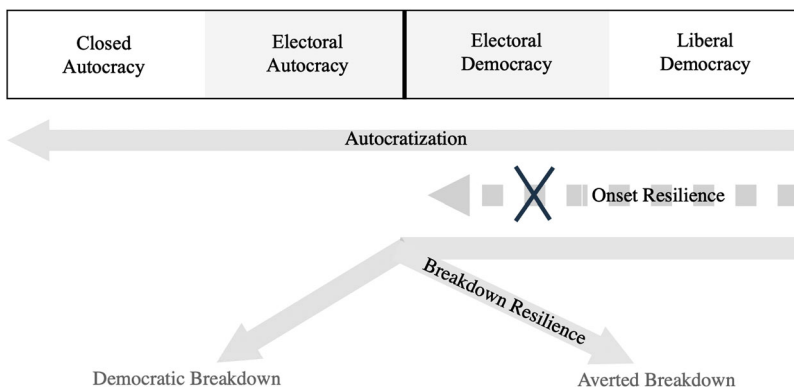 Closed
Autocracy
Electoral
Autocracy
Electoral
Democracy
Liberal
Democracy
Autocratization
Onset Resilience
Breakdown Resilience
Democratic Breakdown
Averted Breakdown